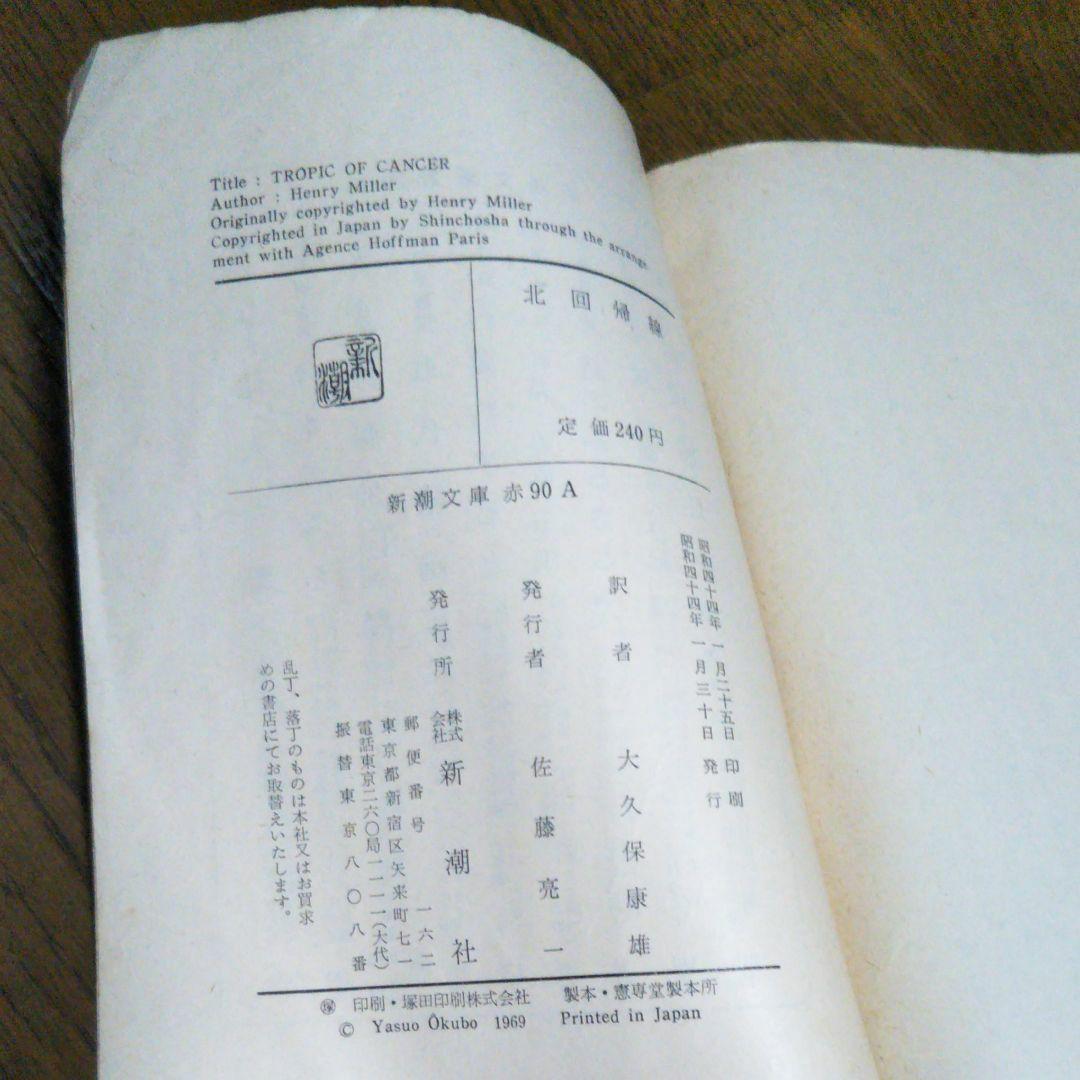 Title : TROPIC OF CANCER
Author : Henry Miller
Originally copyrighted by Henry Miller
Copyrighted in Japan by Shinchosha through the arrange-
ment with Agence Hoffman Paris
北回帰線
定価240円
新潮
新潮文庫 赤90A
昭和四十四年一月二十五日 印刷
昭和四十四年一月三十日 発行
訳者 大久保康雄
発行者 佐藤亮一
発行所 株式会社 新潮社
郵便番号 一六二
東京都新宿区矢来町七一
電話東京二六〇局一一一一(大代)
振替東京八〇八番
乱丁、落丁のものは本社又はお買求
めの書店にてお取替えいたします。
塚 印刷・塚田印刷株式会社 製本・憲専堂製本所
© Yasuo Ôkubo 1969 Printed in Japan